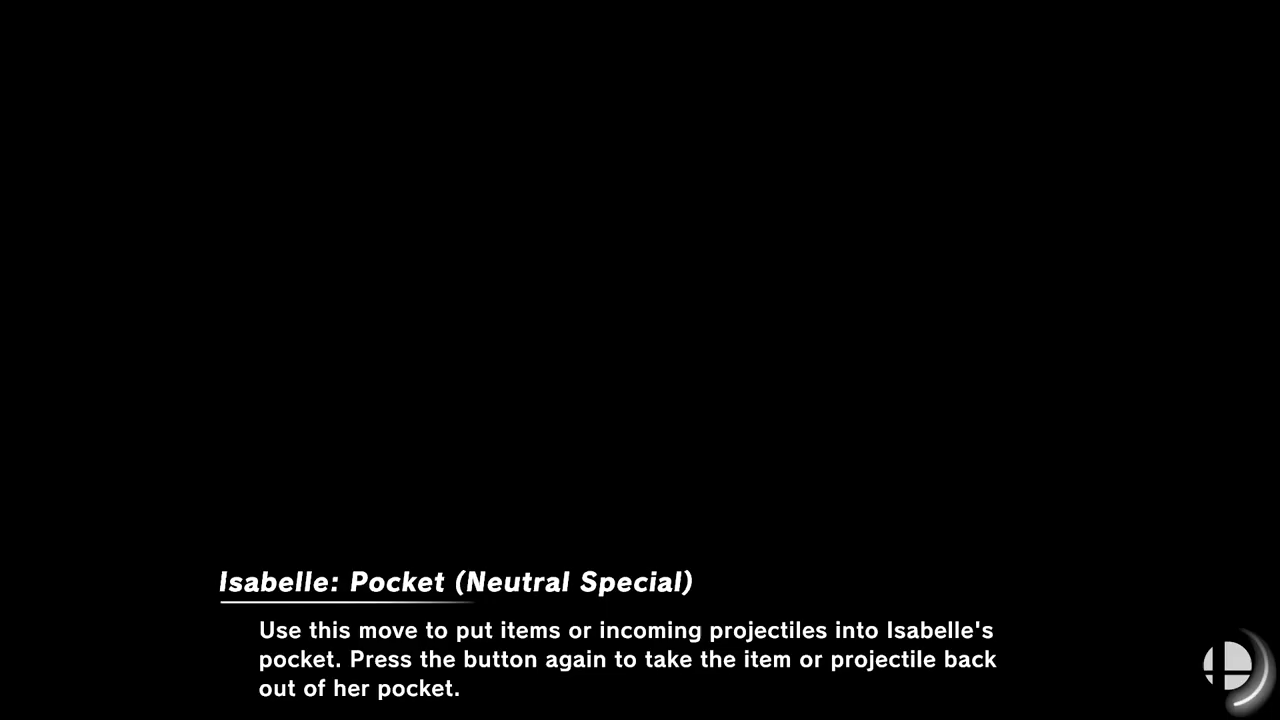 Isabelle: Pocket (Neutral Special)
Use this move to put items or incoming projectiles into Isabelle's
pocket. Press the button again to take the item or projectile back
out of her pocket.